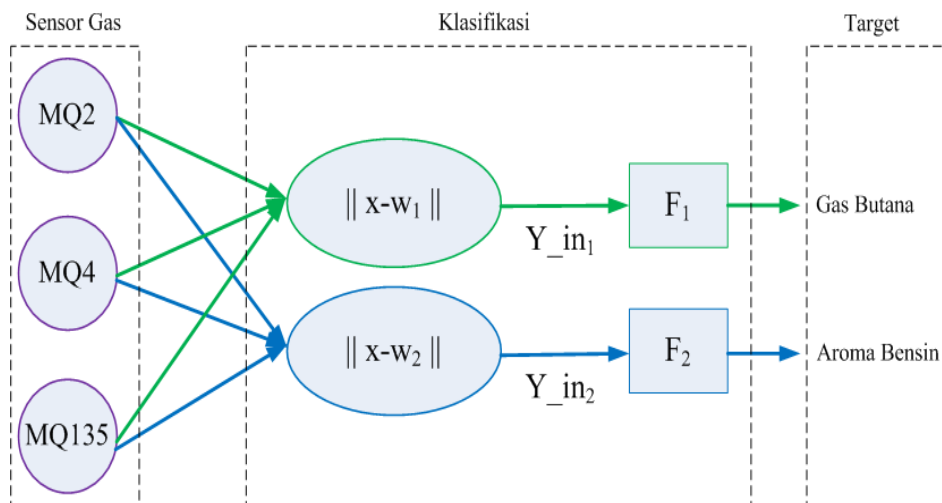 Sensor Gas
Klasifikasi
Target
MQ2
MQ4
MQ135
|| x-w₁ ||
|| x-w₂ ||
Y_in₁
Y_in₂
F₁
F₂
Gas Butana
Aroma Bensin